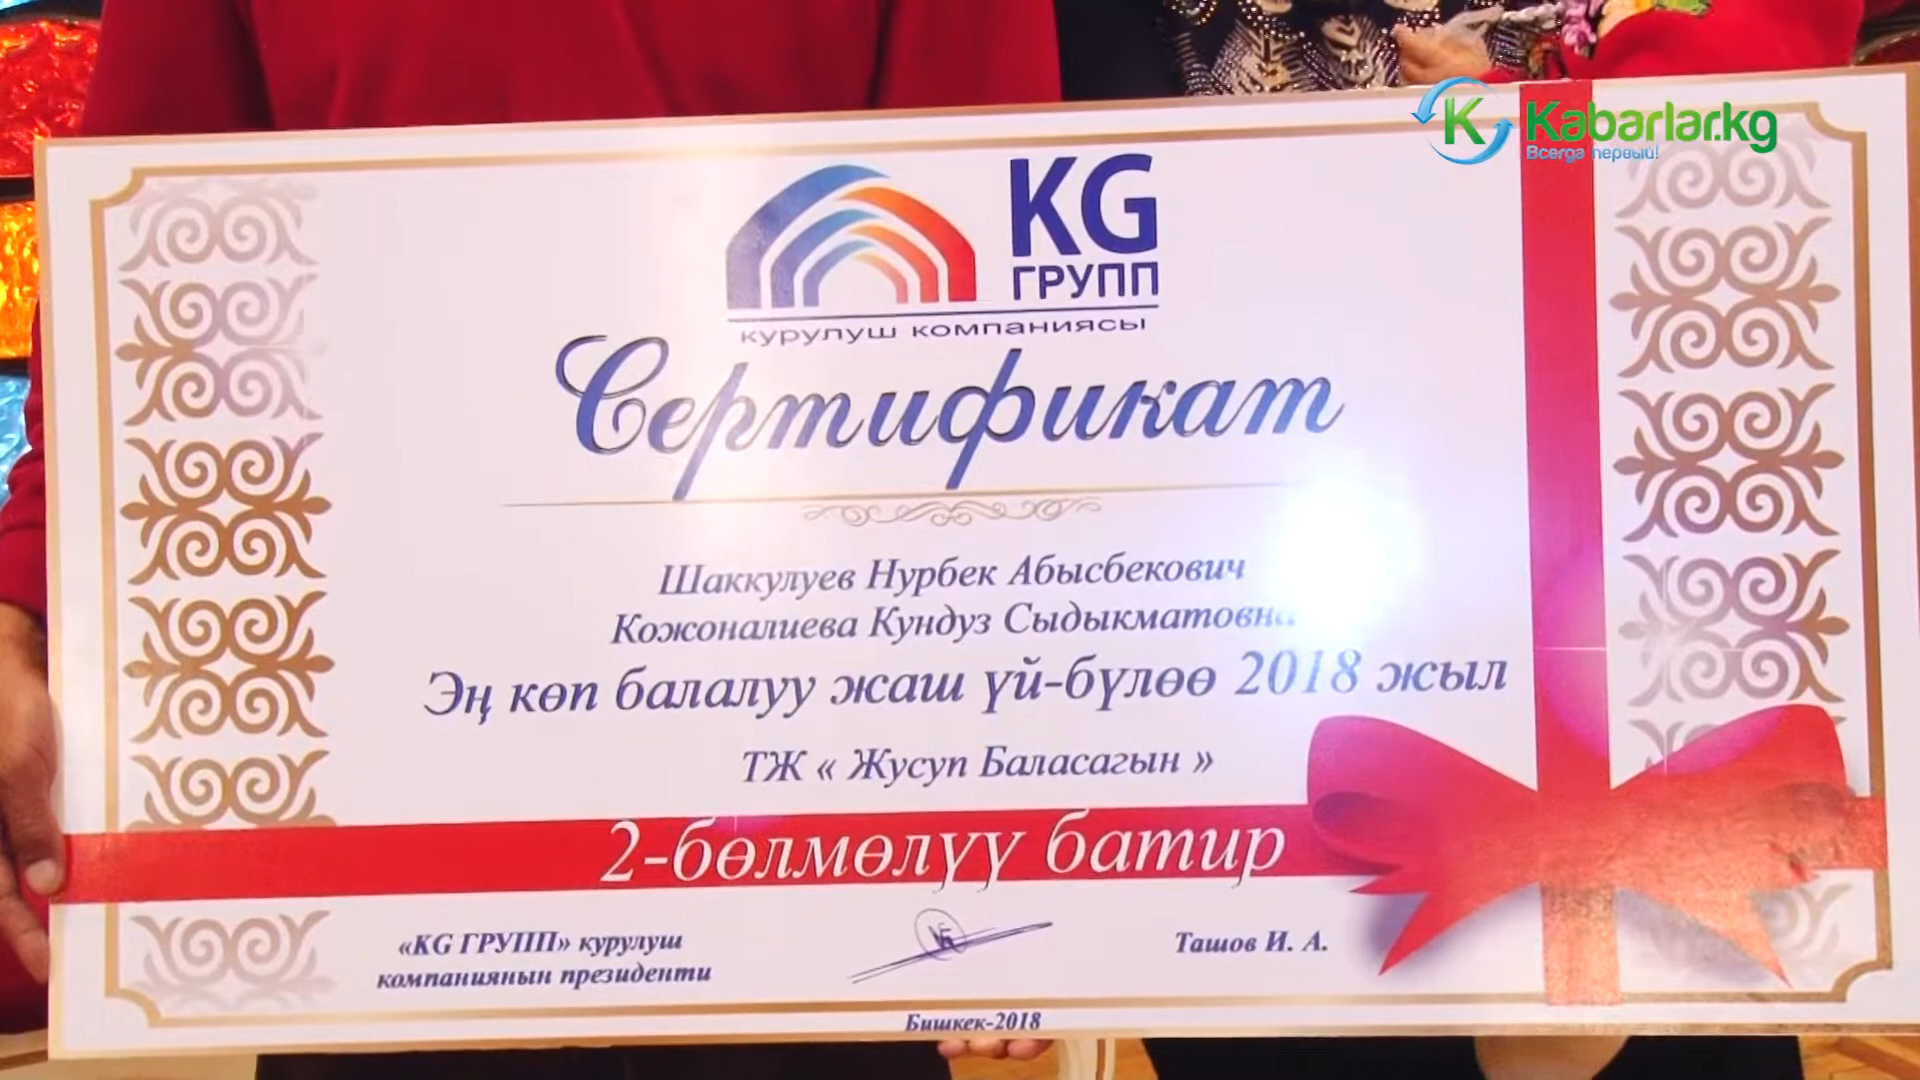 Kabarlar.kg
Всегда первый!
KG
ГРУПП
курулуш компаниясы
Сертификат
Шаккулуев Нурбек Абысбекович
Кожоналиева Кундуз Сыдыкматовна
Эң көп балалуу жаш үй-бүлөө 2018 жыл
ТЖ « Жусуп Баласагын »
2-бөлмөлүү батир
«KG ГРУПП» курулуш
компаниянын президенти
Ташов И. А.
Бишкек-2018